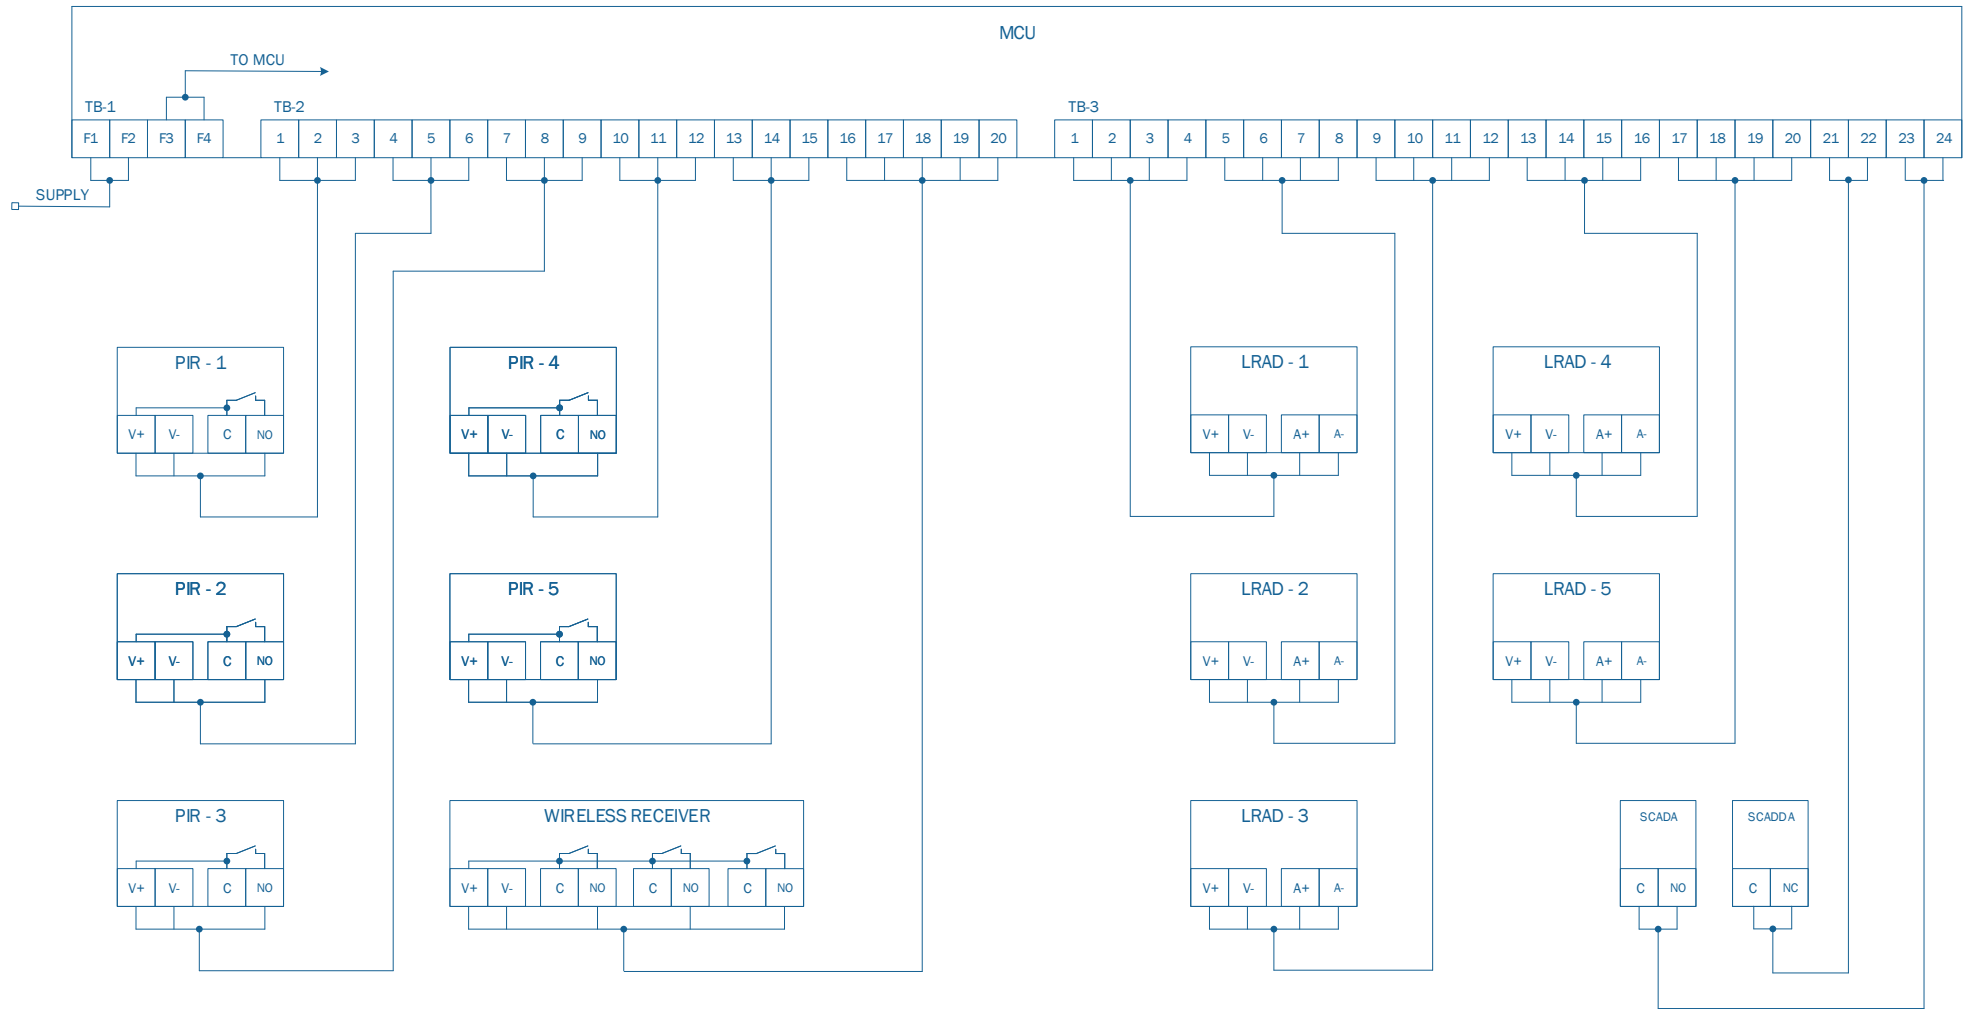 MCU
TO MCU
TB-1 TB-2 TB-3
F1 F2 F3 F4 1 2 3 4 5 6 7 8 9 10 11 12 13 14 15 16 17 18 19 20 1 2 3 4 5 6 7 8 9 10 11 12 13 14 15 16 17 18 19 20 21 22 23 24
SUPPLY
PIR - 1 PIR - 4 LRAD - 1 LRAD - 4
V+ V- C NO V+ V- C NO V+ V- A+ A- V+ V- A+ A-
PIR - 2 PIR - 5 LRAD - 2 LRAD - 5
V+ V- C NO V+ V- C NO V+ V- A+ A- V+ V- A+ A-
PIR - 3 WIRELESS RECEIVER LRAD - 3 SCADA SCADDA
V+ V- C NO V+ V- C NO C NO C NO V+ V- A+ A- C NO C NC